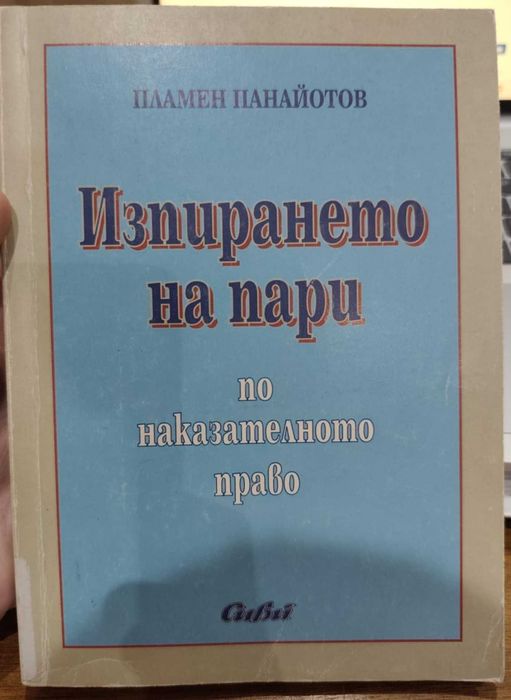 ПЛАМЕН ПАНАЙОТОВ
Изпирането
на пари
по
наказателното
право
Сиби